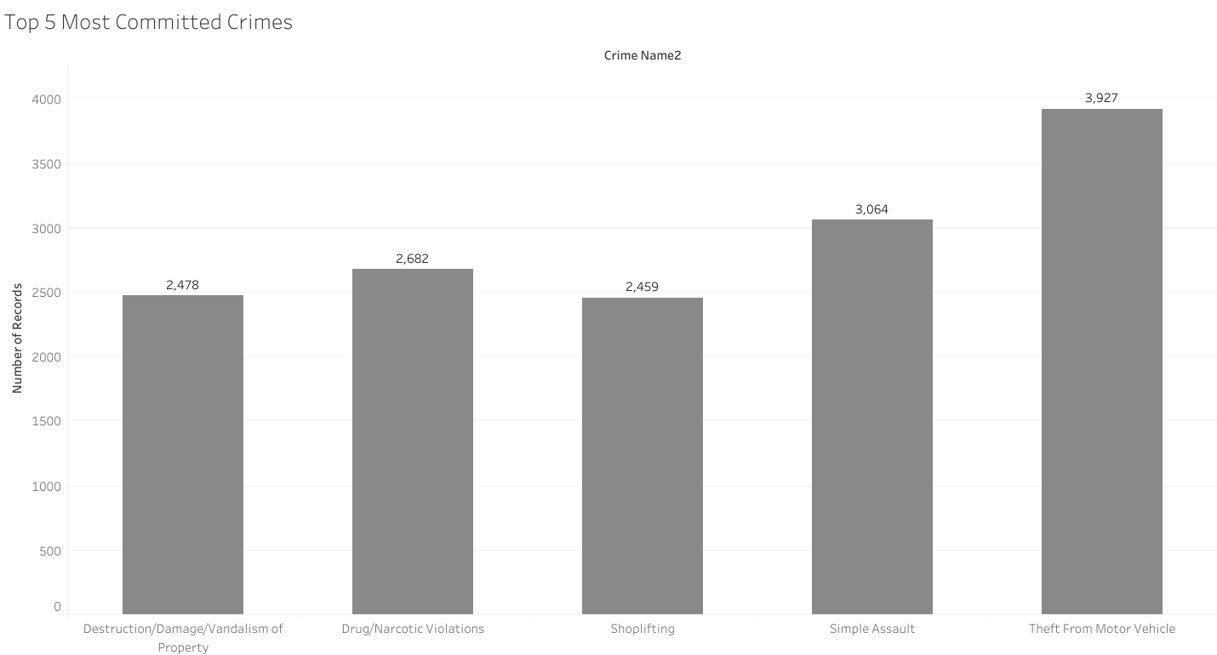 Top 5 Most Committed Crimes
Crime Name2
Number of Records
4000
3500
3000
2500
2000
1500
1000
500
0
2,478
2,682
2,459
3,064
3,927
Destruction/Damage/Vandalism of
Property
Drug/Narcotic Violations
Shoplifting
Simple Assault
Theft From Motor Vehicle